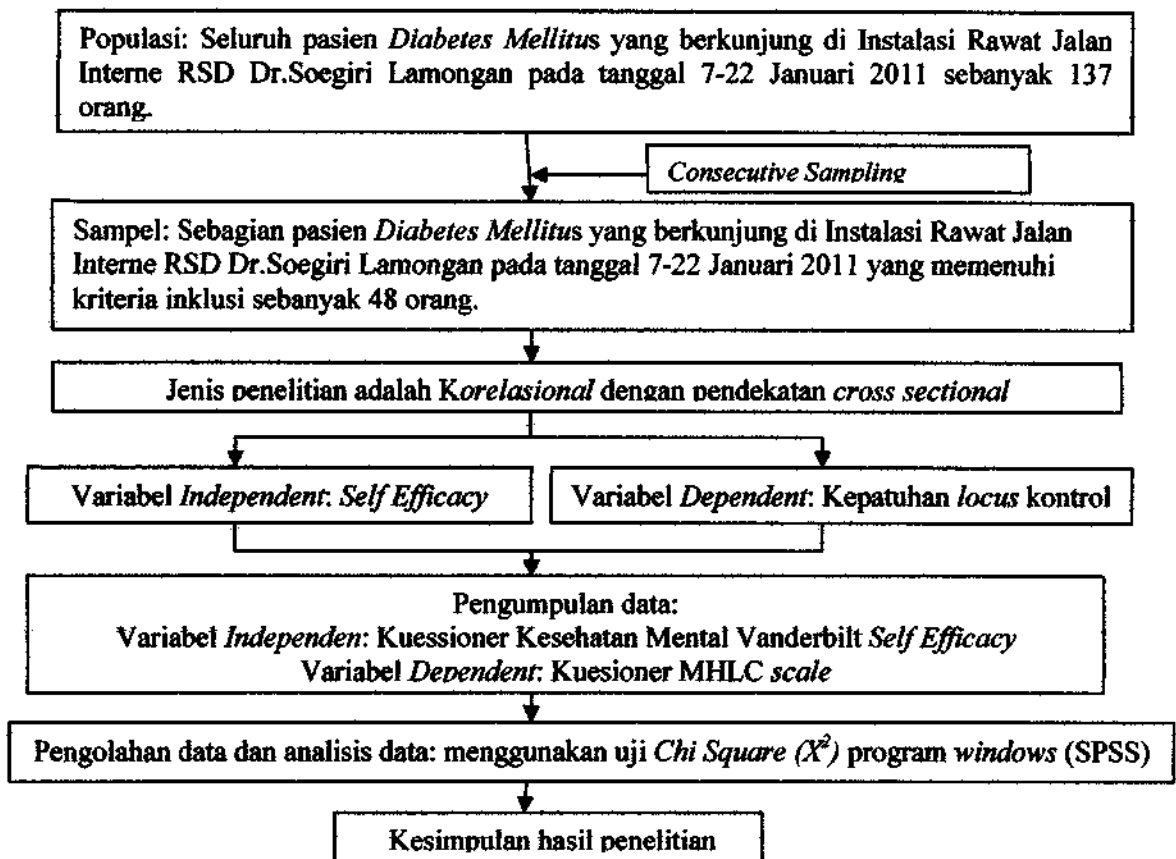 Populasi: Seluruh pasien Diabetes Mellitus yang berkunjung di Instalasi Rawat Jalan
Interne RSD Dr.Soegiri Lamongan pada tanggal 7-22 Januari 2011 sebanyak 137
orang.
Consecutive Sampling
Sampel: Sebagian pasien Diabetes Mellitus yang berkunjung di Instalasi Rawat Jalan
Interne RSD Dr.Soegiri Lamongan pada tanggal 7-22 Januari 2011 yang memenuhi
kriteria inklusi sebanyak 48 orang.
Jenis penelitian adalah Korelasional dengan pendekatan cross sectional
Variabel Independent: Self Efficacy
Variabel Dependent: Kepatuhan locus kontrol
Pengumpulan data:
Variabel Independen: Kuessioner Kesehatan Mental Vanderbilt Self Efficacy
Variabel Dependent: Kuesioner MHLC scale
Pengolahan data dan analisis data: menggunakan uji Chi Square (X²) program windows (SPSS)
Kesimpulan hasil penelitian